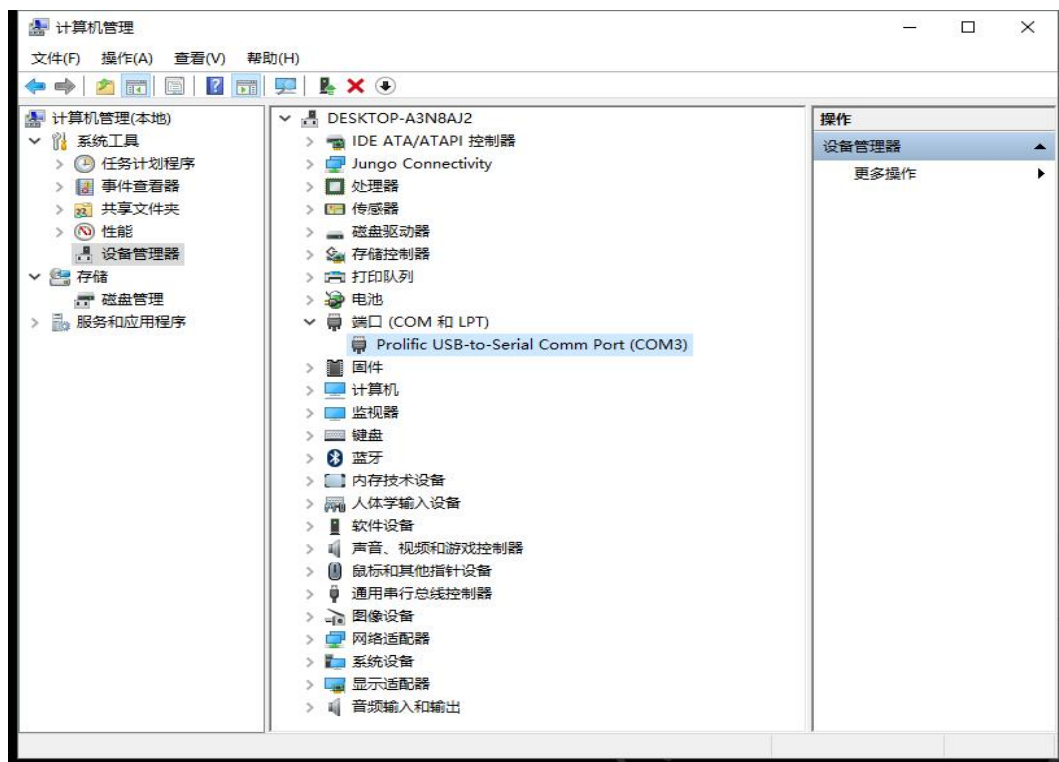 计算机管理
文件(F) 操作(A) 查看(V) 帮助(H)
计算机管理(本地)
系统工具
任务计划程序
事件查看器
共享文件夹
性能
设备管理器
存储
磁盘管理
服务和应用程序
DESKTOP-A3N8AJ2
IDE ATA/ATAPI 控制器
Jungo Connectivity
处理器
传感器
磁盘驱动器
存储控制器
打印队列
电池
端口 (COM 和 LPT)
Prolific USB-to-Serial Comm Port (COM3)
固件
计算机
监视器
键盘
蓝牙
内存技术设备
人体学输入设备
软件设备
声音、视频和游戏控制器
鼠标和其他指针设备
通用串行总线控制器
图像设备
网络适配器
系统设备
显示适配器
音频输入和输出
操作
设备管理器
更多操作